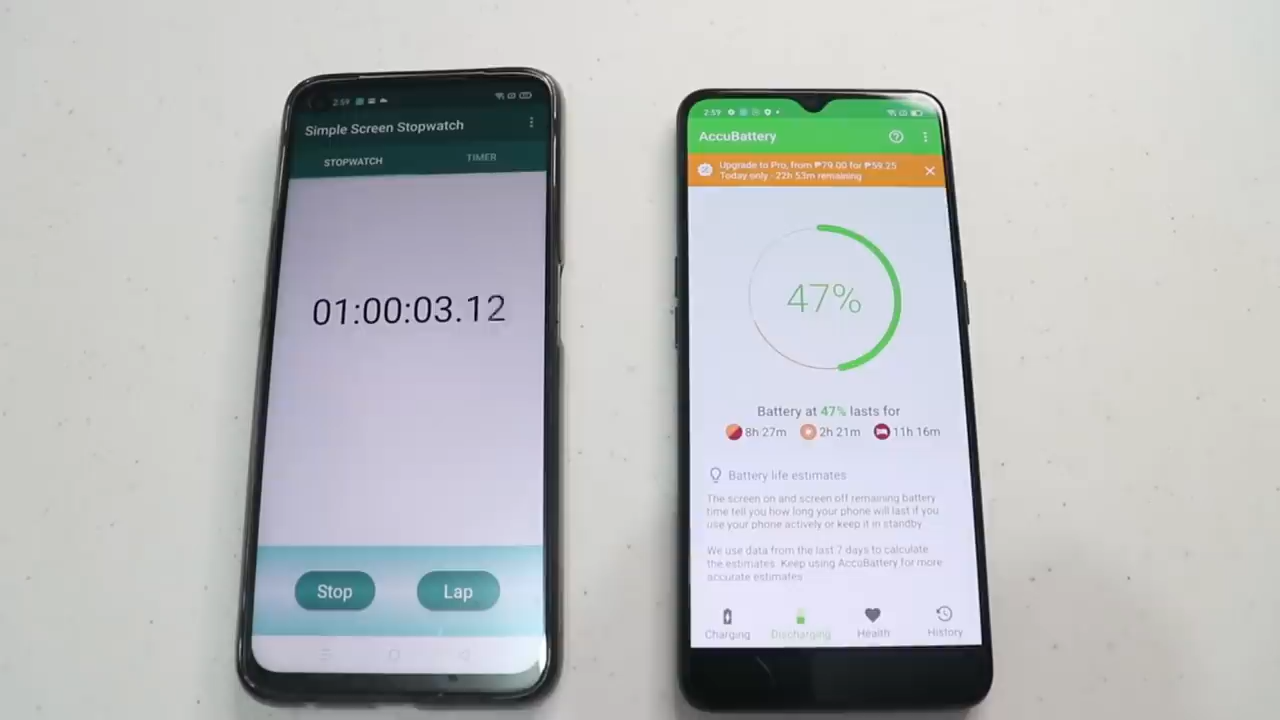 2:59
Simple Screen Stopwatch
STOPWATCH TIMER
01:00:03.12
Stop Lap
2:59
AccuBattery
Upgrade to Pro, from ₱79.00 for ₱59.25
Today only - 22h 53m remaining
47%
Battery at 47% lasts for
8h 27m 2h 21m 11h 16m
Battery life estimates
The screen on and screen off remaining battery
time tell you how long your phone will last if you
use your phone actively or keep it in standby.
We use data from the last 7 days to calculate
the estimates. Keep using AccuBattery for more
accurate estimates.
Charging Discharging Health History